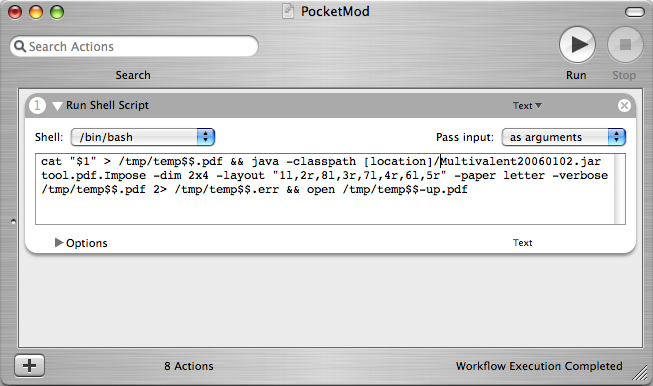 PocketMod
Search Actions
Search
Run
Stop
1
Run Shell Script
Text
Shell:
/bin/bash
Pass input:
as arguments
cat "$1" > /tmp/temp$$.pdf && java -classpath [location]/Multivalent20060102.jar
tool.pdf.Impose -dim 2x4 -layout "1l,2r,8l,3r,7l,4r,6l,5r" -paper letter -verbose
/tmp/temp$$.pdf 2> /tmp/temp$$.err && open /tmp/temp$$-up.pdf
Options
Text
8 Actions
Workflow Execution Completed